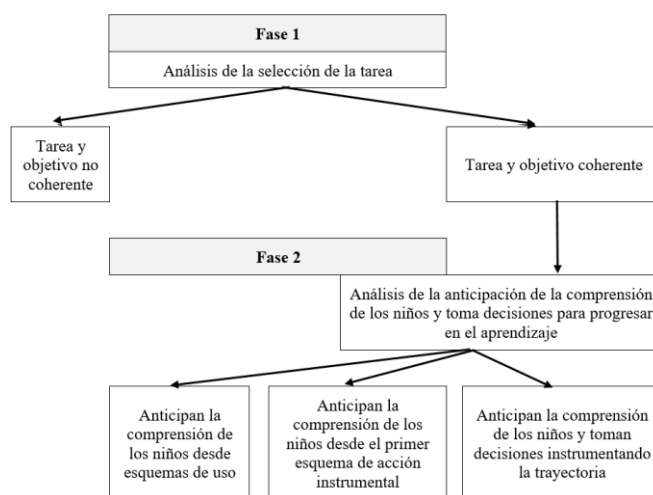 Fase 1
Análisis de la selección de la tarea
Tarea y
objetivo no
coherente
Tarea y objetivo coherente
Fase 2
Análisis de la anticipación de la comprensión
de los niños y toma decisiones para progresar
en el aprendizaje
Anticipan la
comprensión de
los niños desde
esquemas de uso
Anticipan la
comprensión de los
niños desde el primer
esquema de acción
instrumental
Anticipan la comprensión
de los niños y toman
decisiones instrumentando
la trayectoria